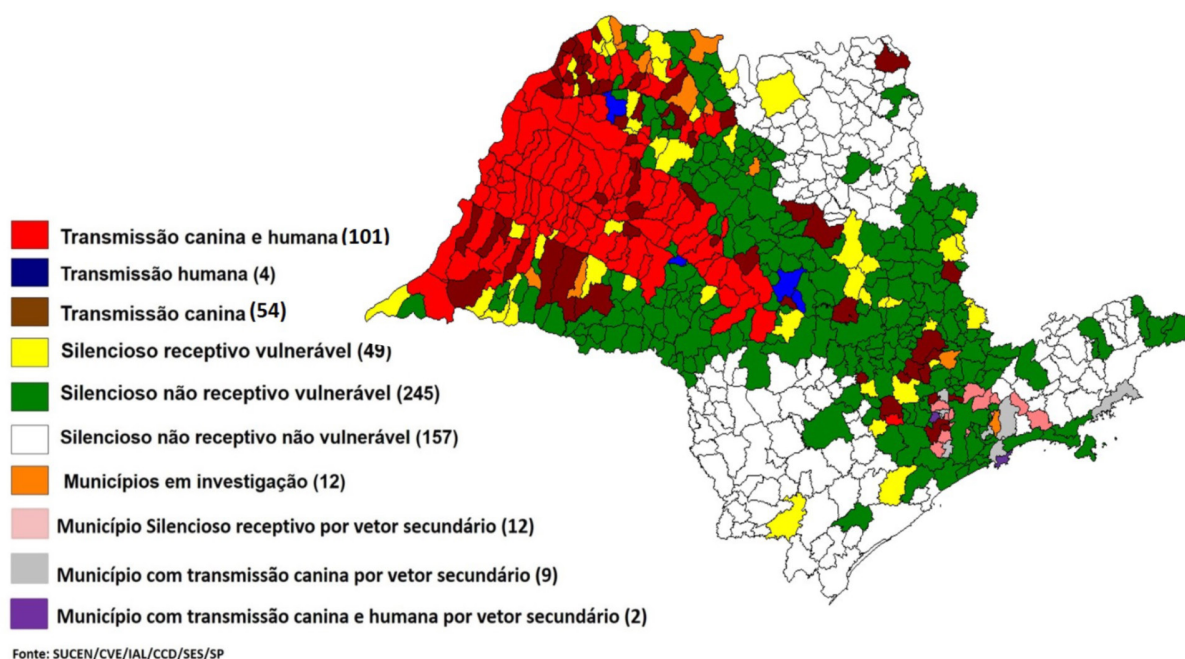 Transmissão canina e humana (101)
Transmissão humana (4)
Transmissão canina (54)
Silencioso receptivo vulnerável (49)
Silencioso não receptivo vulnerável (245)
Silencioso não receptivo não vulnerável (157)
Municípios em investigação (12)
Município Silencioso receptivo por vetor secundário (12)
Município com transmissão canina por vetor secundário (9)
Município com transmissão canina e humana por vetor secundário (2)
Fonte: SUCEN/CVE/IAL/CCD/SES/SP